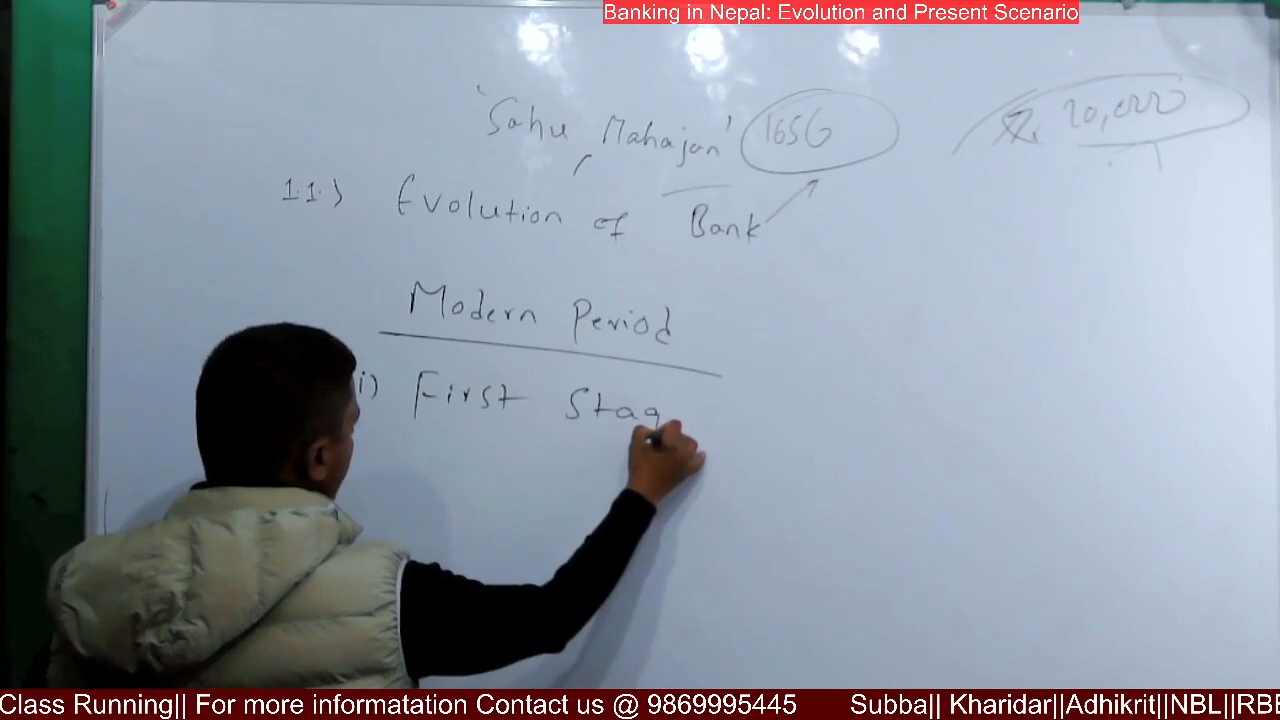 Banking in Nepal: Evolution and Present Scenario
'Sahu Mahajan' 1656
20,000
1.1.) Evolution of Bank
Modern Period
i) First Stag
Class Running|| For more informatation Contact us @ 9869995445 Subba|| Kharidar||Adhikrit||NBL||RBE